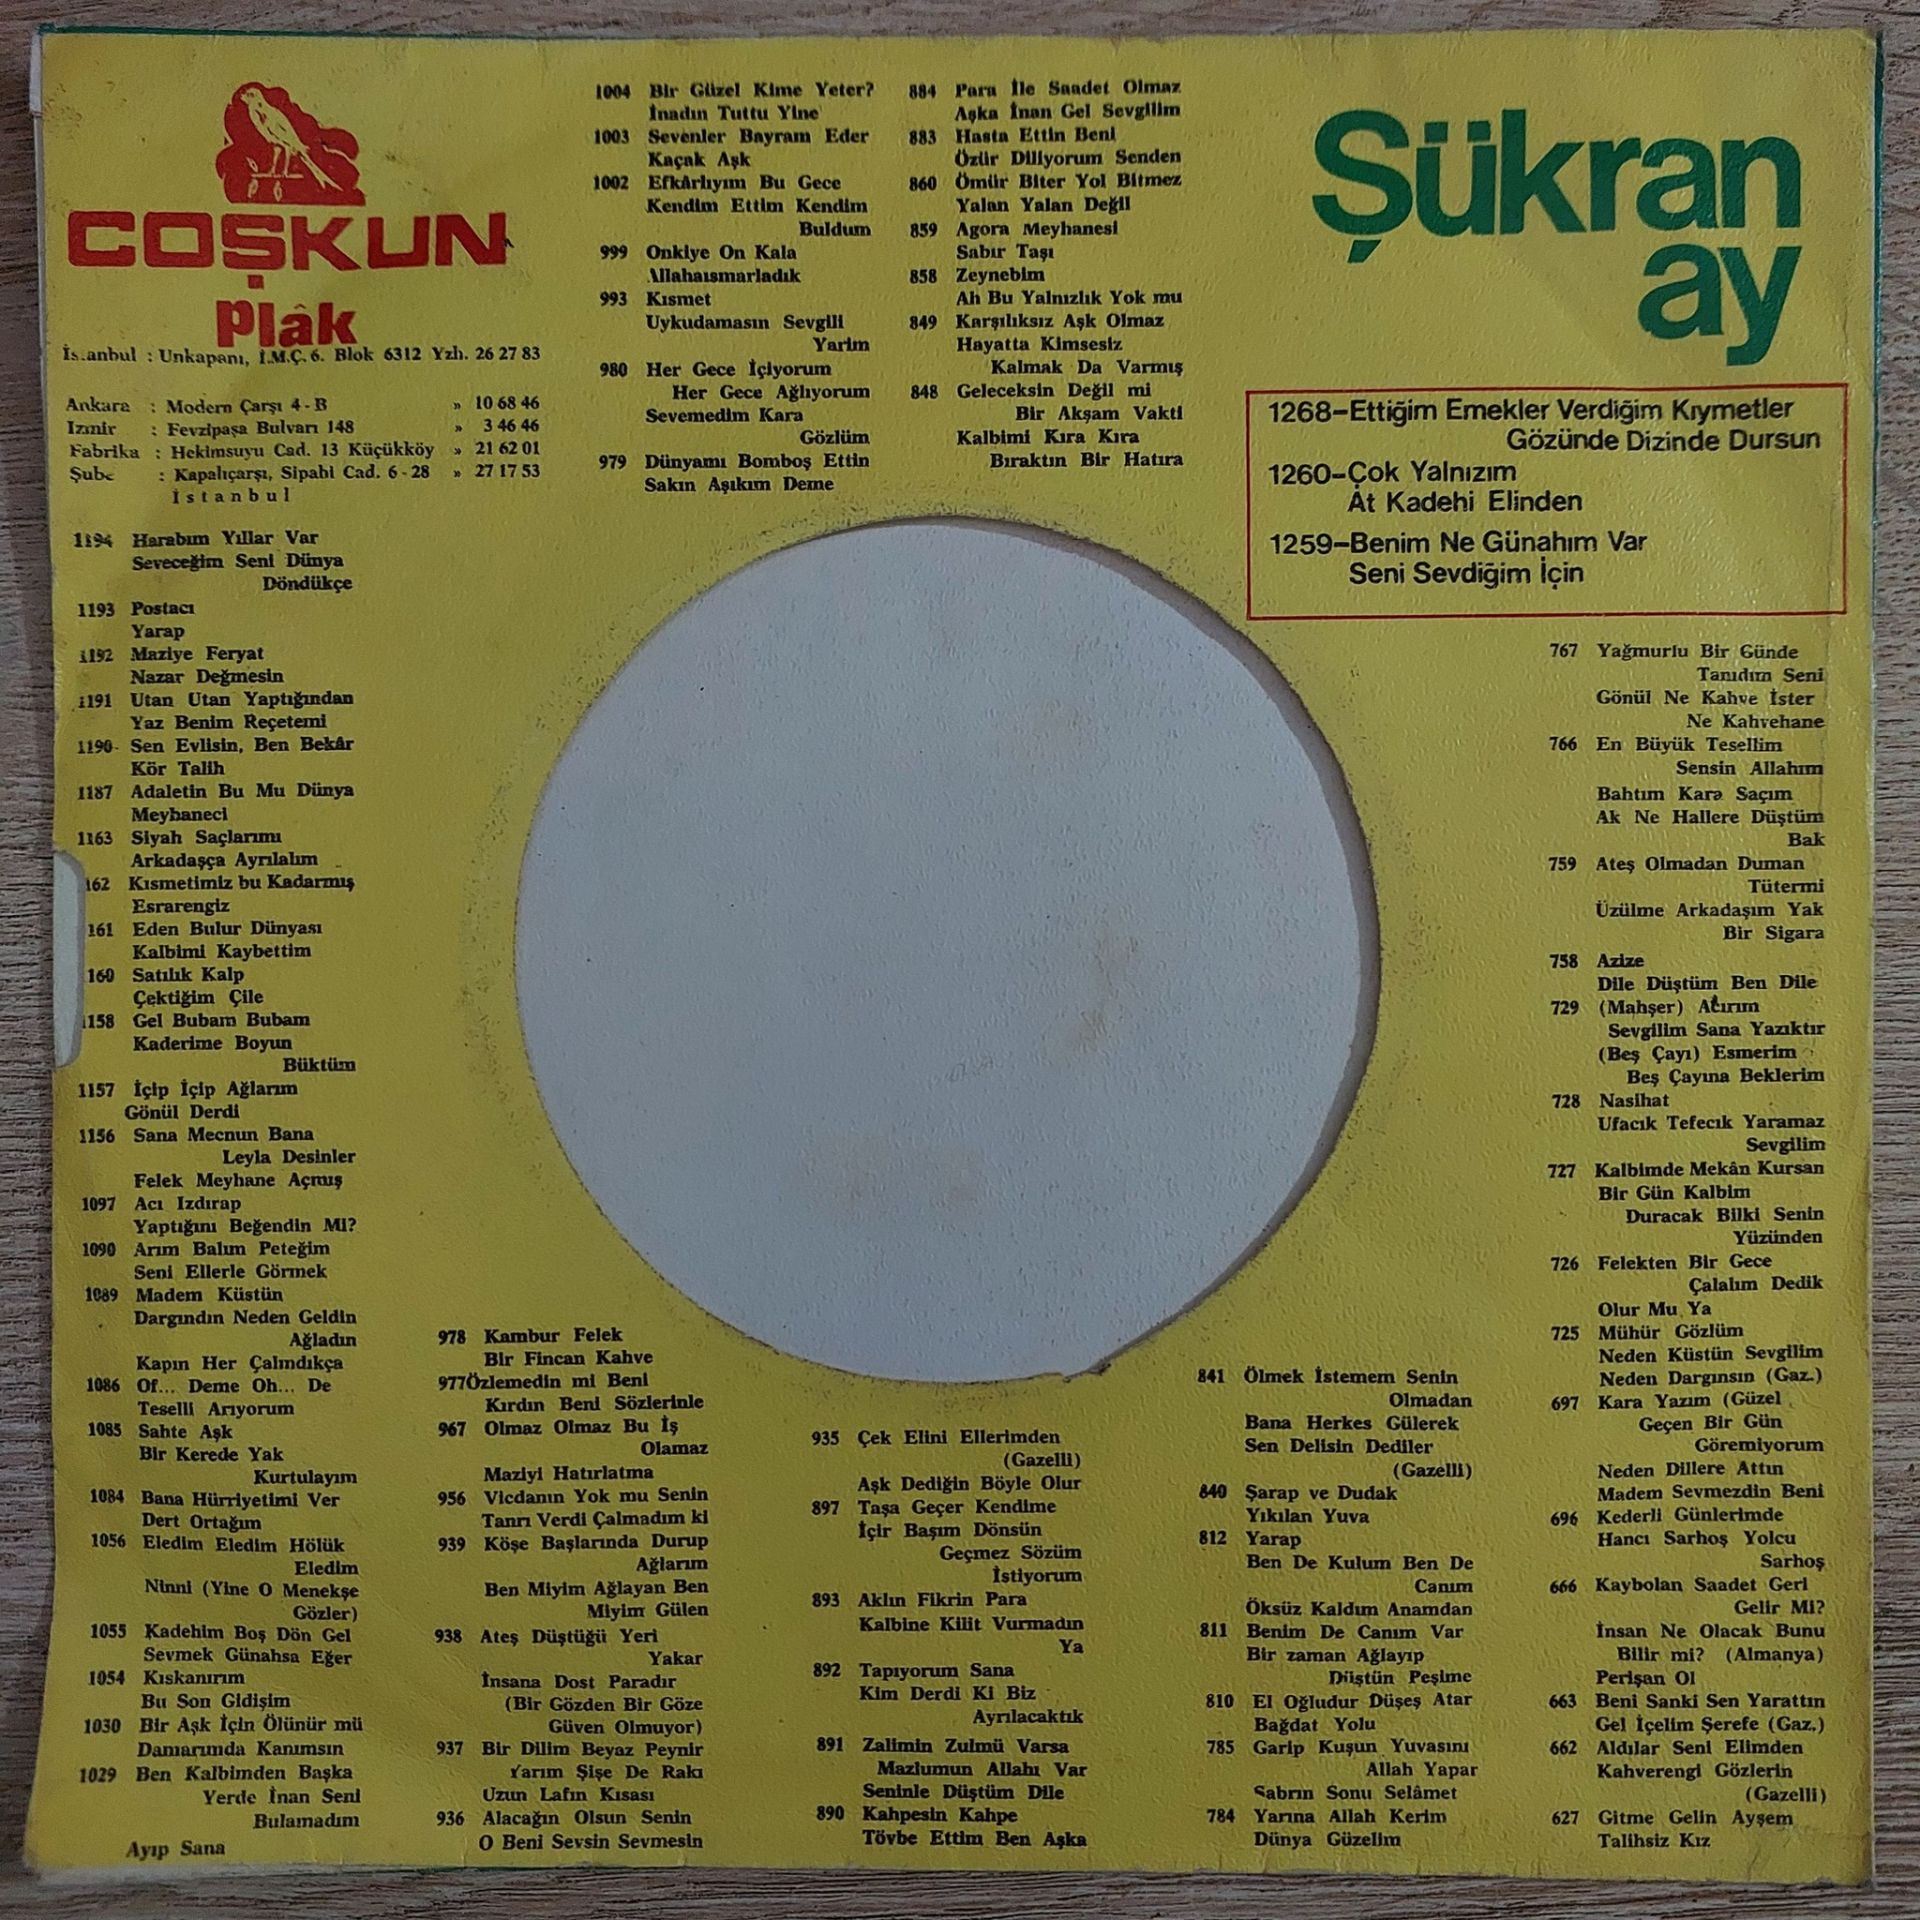 COŞKUN
Plâk
İstanbul : Unkapanı, İ.M.Ç. 6. Blok 6312 Yzh. 26 27 83
Ankara : Modern Çarşı 4-B » 10 68 46
İzmir : Fevzipaşa Bulvarı 148 » 3 46 46
Fabrika : Hekimsuyu Cad. 13 Küçükköy » 21 62 01
Şube : Kapalıçarşı, Sipahi Cad. 6-28 » 27 17 53
İstanbul
1194 Harabım Yıllar Var
Seveceğim Seni Dünya
Döndükçe
1193 Postacı
Yarap
1192 Maziye Feryat
Nazar Değmesin
1191 Utan Utan Yaptığından
Yaz Benim Reçetemi
1190 Sen Evlisin, Ben Bekâr
Kör Talih
1187 Adaletin Bu Mu Dünya
Meyhaneci
1163 Siyah Saçlarımı
Arkadaşça Ayrılalım
162 Kısmetimiz bu Kadarmış
Esrarengiz
161 Eden Bulur Dünyası
Kalbimi Kaybettim
160 Satılık Kalp
Çektiğim Çile
1158 Gel Bubam Bubam
Kaderime Boyun
Büktüm
1157 İçip İçip Ağlarım
Gönül Derdi
1156 Sana Mecnun Bana
Leyla Desinler
Felek Meyhane Açmış
1097 Acı Izdırap
Yaptığını Beğendin Mi?
1090 Arım Balım Peteğim
Seni Ellerle Görmek
1089 Madem Küstün
Dargındın Neden Geldin
Ağladın
Kapın Her Çalındıkça
1086 Of... Deme Oh... De
Teselli Arıyorum
1085 Sahte Aşk
Bir Kerede Yak
Kurtulayım
1084 Bana Hürriyetimi Ver
Dert Ortağım
1056 Eledim Eledim Hölük
Eledim
Ninni (Yine O Menekşe
Gözler)
1055 Kadehim Boş Dön Gel
Sevmek Günahsa Eğer
1054 Kıskanırım
Bu Son Gidişim
1030 Bir Aşk İçin Ölünür mü
Damarımda Kanımsın
1029 Ben Kalbimden Başka
Yerde İnan Seni
Bulamadım
Ayıp Sana
1004 Bir Güzel Kime Yeter?
İnadın Tuttu Yine
1003 Sevenler Bayram Eder
Kaçak Aşk
1002 Efkârlıyım Bu Gece
Kendim Ettim Kendim
Buldum
999 Onkiye On Kala
Allahaısmarladık
993 Kısmet
Uykudamasın Sevgili
Yarim
980 Her Gece İçiyorum
Her Gece Ağlıyorum
Sevemedim Kara
Gözlüm
979 Dünyamı Bomboş Ettin
Sakın Aşıkım Deme
978 Kambur Felek
Bir Fincan Kahve
977 Özlemedin mi Beni
Kırdın Beni Sözlerinle
967 Olmaz Olmaz Bu İş
Olamaz
Maziyi Hatırlatma
956 Vicdanın Yok mu Senin
Tanrı Verdi Çalmadım ki
939 Köşe Başlarında Durup
Ağlarım
Ben Miyim Ağlayan Ben
Miyim Gülen
938 Ateş Düştüğü Yeri
Yakar
İnsana Dost Paradır
(Bir Gözden Bir Göze
Güven Olmuyor)
937 Bir Dilim Beyaz Peynir
Yarım Şişe De Rakı
Uzun Lafın Kısası
936 Alacağın Olsun Senin
O Beni Sevsin Sevmesin
935 Çek Elini Ellerimden
(Gazelli)
Aşk Dediğin Böyle Olur
897 Taşa Geçer Kendime
İçir Başım Dönsün
Geçmez Sözüm
İstiyorum
893 Aklın Fikrin Para
Kalbine Kilit Vurmadın
Ya
892 Tapıyorum Sana
Kim Derdi Ki Biz
Ayrılacaktık
891 Zalimin Zulmü Varsa
Mazlumun Allahı Var
Seninle Düştüm Dile
890 Kahpesin Kahpe
Tövbe Ettim Ben Aşka
884 Para İle Saadet Olmaz
Aşka İnan Gel Sevgilim
883 Hasta Ettin Beni
Özür Diliyorum Senden
860 Ömür Biter Yol Bitmez
Yalan Yalan Değil
859 Agora Meyhanesi
Sabır Taşı
858 Zeynebim
Ah Bu Yalnızlık Yok mu
849 Karşılıksız Aşk Olmaz
Hayatta Kimsesiz
Kalmak Da Varmış
848 Geleceksin Değil mi
Bir Akşam Vakti
Kalbimi Kıra Kıra
Bıraktın Bir Hatıra
841 Ölmek İstemem Senin
Olmadan
Bana Herkes Gülerek
Sen Delisin Dediler
(Gazelli)
840 Şarap ve Dudak
Yıkılan Yuva
812 Yarap
Ben De Kulum Ben De
Canım
Öksüz Kaldım Anamdan
811 Benim De Canım Var
Bir zaman Ağlayıp
Düştün Peşime
810 El Oğludur Düşeş Atar
Bağdat Yolu
785 Garip Kuşun Yuvasını
Allah Yapar
Sabrın Sonu Selâmet
784 Yarına Allah Kerim
Dünya Güzelim
Şükran
ay
1268-Ettiğim Emekler Verdiğim Kıymetler
Gözünde Dizinde Dursun
1260-Çok Yalnızım
At Kadehi Elinden
1259-Benim Ne Günahım Var
Seni Sevdiğim İçin
767 Yağmurlu Bir Günde
Tanıdım Seni
Gönül Ne Kahve İster
Ne Kahvehane
766 En Büyük Tesellim
Sensin Allahım
Bahtım Kara Saçım
Ak Ne Hallere Düştüm
Bak
759 Ateş Olmadan Duman
Tütermi
Üzülme Arkadaşım Yak
Bir Sigara
758 Azize
Dile Düştüm Ben Dile
729 (Mahşer) Atırım
Sevgilim Sana Yazıktır
(Beş Çayı) Esmerim
Beş Çayına Beklerim
728 Nasihat
Ufacık Tefecık Yaramaz
Sevgilim
727 Kalbimde Mekân Kursan
Bir Gün Kalbim
Duracak Bilki Senin
Yüzünden
726 Felekten Bir Gece
Çalalım Dedik
Olur Mu Ya
725 Mühür Gözlüm
Neden Küstün Sevgilim
Neden Dargınsın (Gaz.)
697 Kara Yazım (Güzel
Geçen Bir Gün
Göremiyorum
Neden Dillere Attın
Madem Sevmezdin Beni
696 Kederli Günlerimde
Hancı Sarhoş Yolcu
Sarhoş
666 Kaybolan Saadet Geri
Gelir Mi?
İnsan Ne Olacak Bunu
Bilir mi? (Almanya)
Perişan Ol
663 Beni Sanki Sen Yarattın
Gel İçelim Şerefe (Gaz.)
662 Aldılar Seni Elimden
Kahverengi Gözlerin
(Gazelli)
627 Gitme Gelin Ayşem
Talihsiz Kız